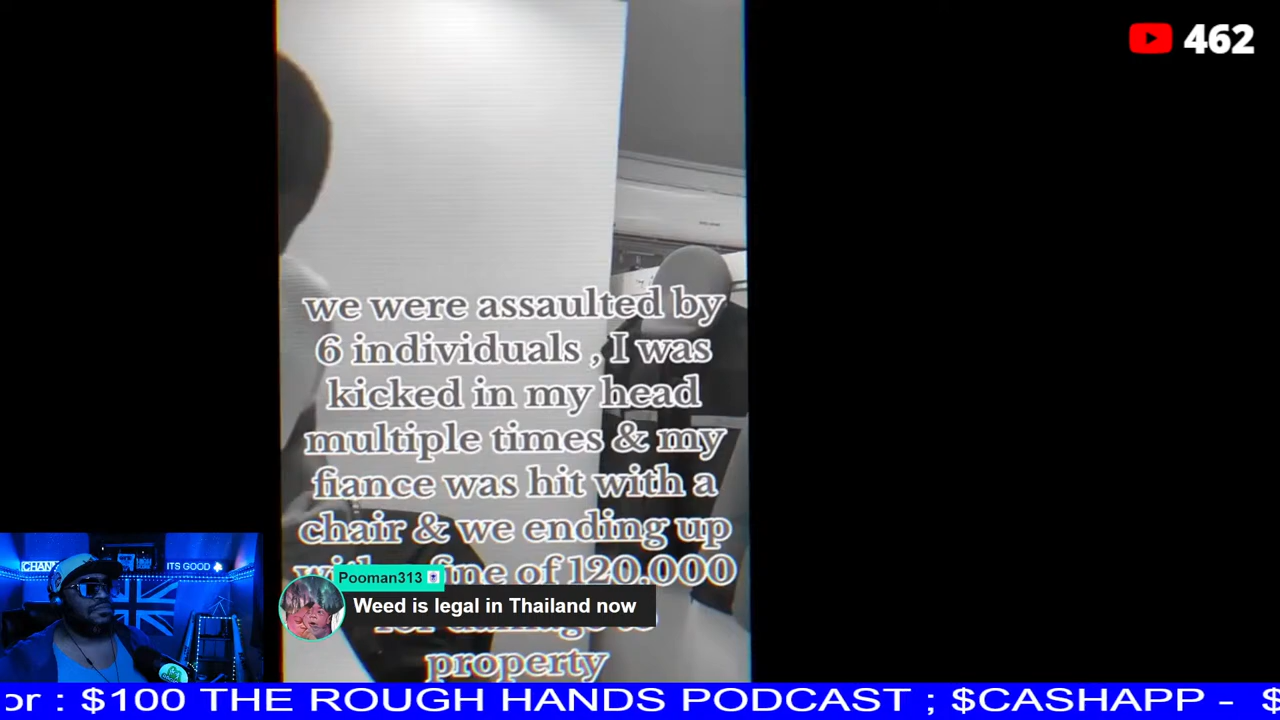 462
we were assaulted by
6 individuals , I was
kicked in my head
multiple times & my
fiance was hit with a
chair & we ending up
fine of 120,000
Pooman313
Weed is legal in Thailand now
property
ITS GOOD
or : $100 THE ROUGH HANDS PODCAST ; $CASHAPP - $